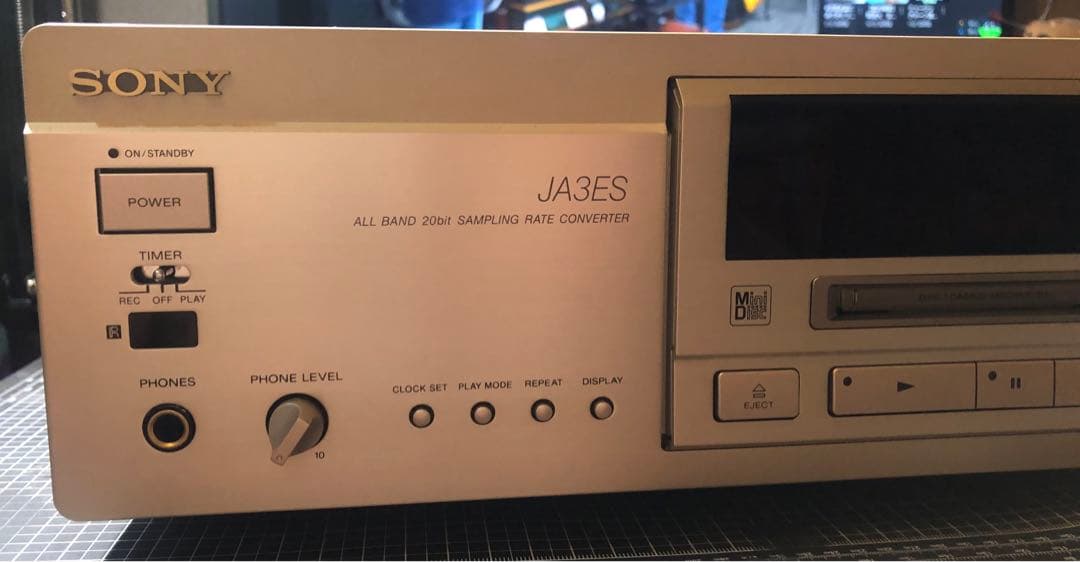 SONY
ON/STANDBY
POWER
TIMER
REC OFF PLAY
R
PHONES
PHONE LEVEL
0
10
JA3ES
ALL BAND 20bit SAMPLING RATE CONVERTER
CLOCK SET PLAY MODE REPEAT DISPLAY
Mini
Disc
EJECT